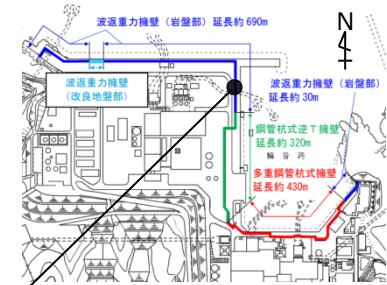 波返重力擁壁（岩盤部）延長約 690m
N
波返重力擁壁
（改良地盤部）
波返重力擁壁（岩盤部）
延長約 30m
鋼管杭式逆Ｔ擁壁
延長約 320m
輪谷湾
多重鋼管杭式擁壁
延長約 430m